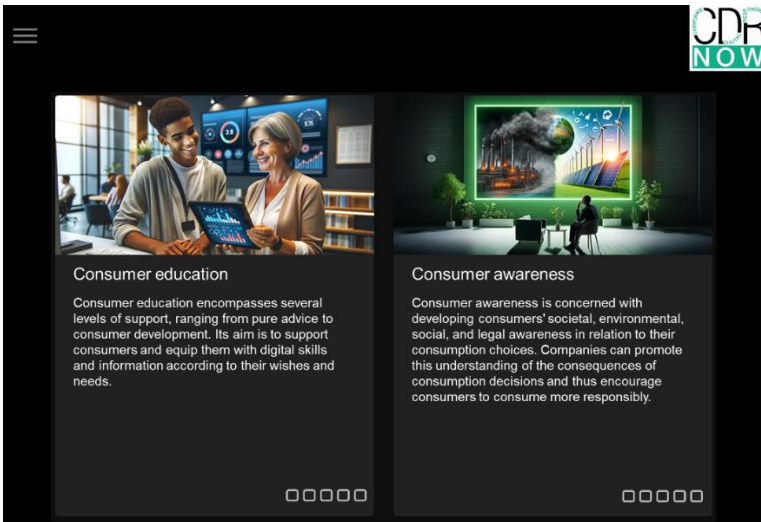 CDR
NOW
Consumer education
Consumer education encompasses several
levels of support, ranging from pure advice to
consumer development. Its aim is to support
consumers and equip them with digital skills
and information according to their wishes and
needs.
Consumer awareness
Consumer awareness is concerned with
developing consumers' societal, environmental,
social, and legal awareness in relation to their
consumption choices. Companies can promote
this understanding of the consequences of
consumption decisions and thus encourage
consumers to consume more responsibly.